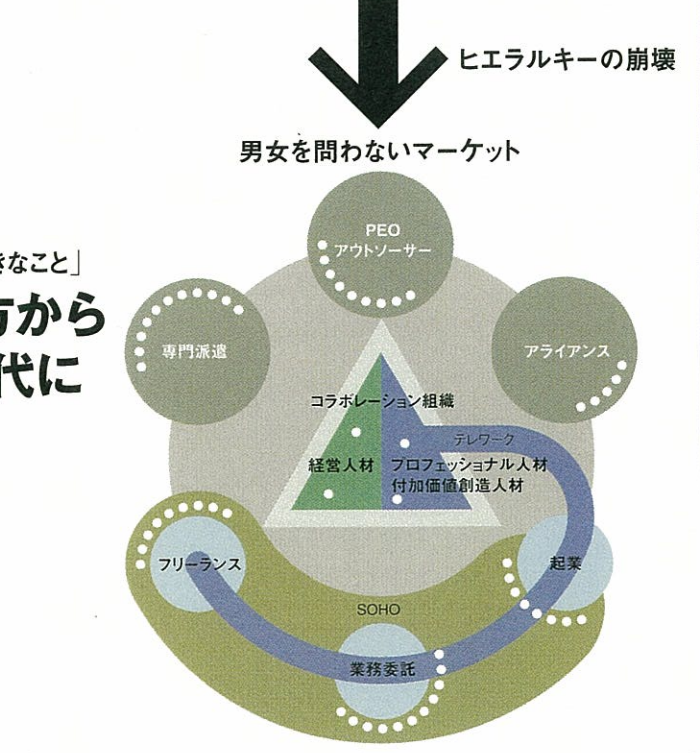 ヒエラルキーの崩壊
男女を問わないマーケット
きなこと」
方から
代に
PEO
アウトソーサー
専門派遣
アライアンス
コラボレーション組織
テレワーク
経営人材
プロフェッショナル人材
付加価値創造人材
フリーランス
起業
SOHO
業務委託